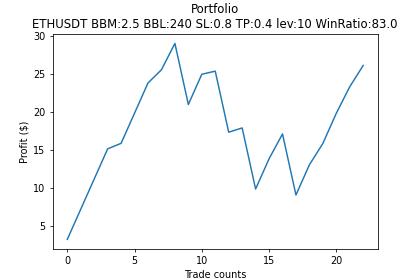 Portfolio
ETHUSDT BBM:2.5 BBL:240 SL:0.8 TP:0.4 lev:10 WinRatio:83.0
30
25
20
15
10
5
Profit ($)
0 5 10 15 20
Trade counts